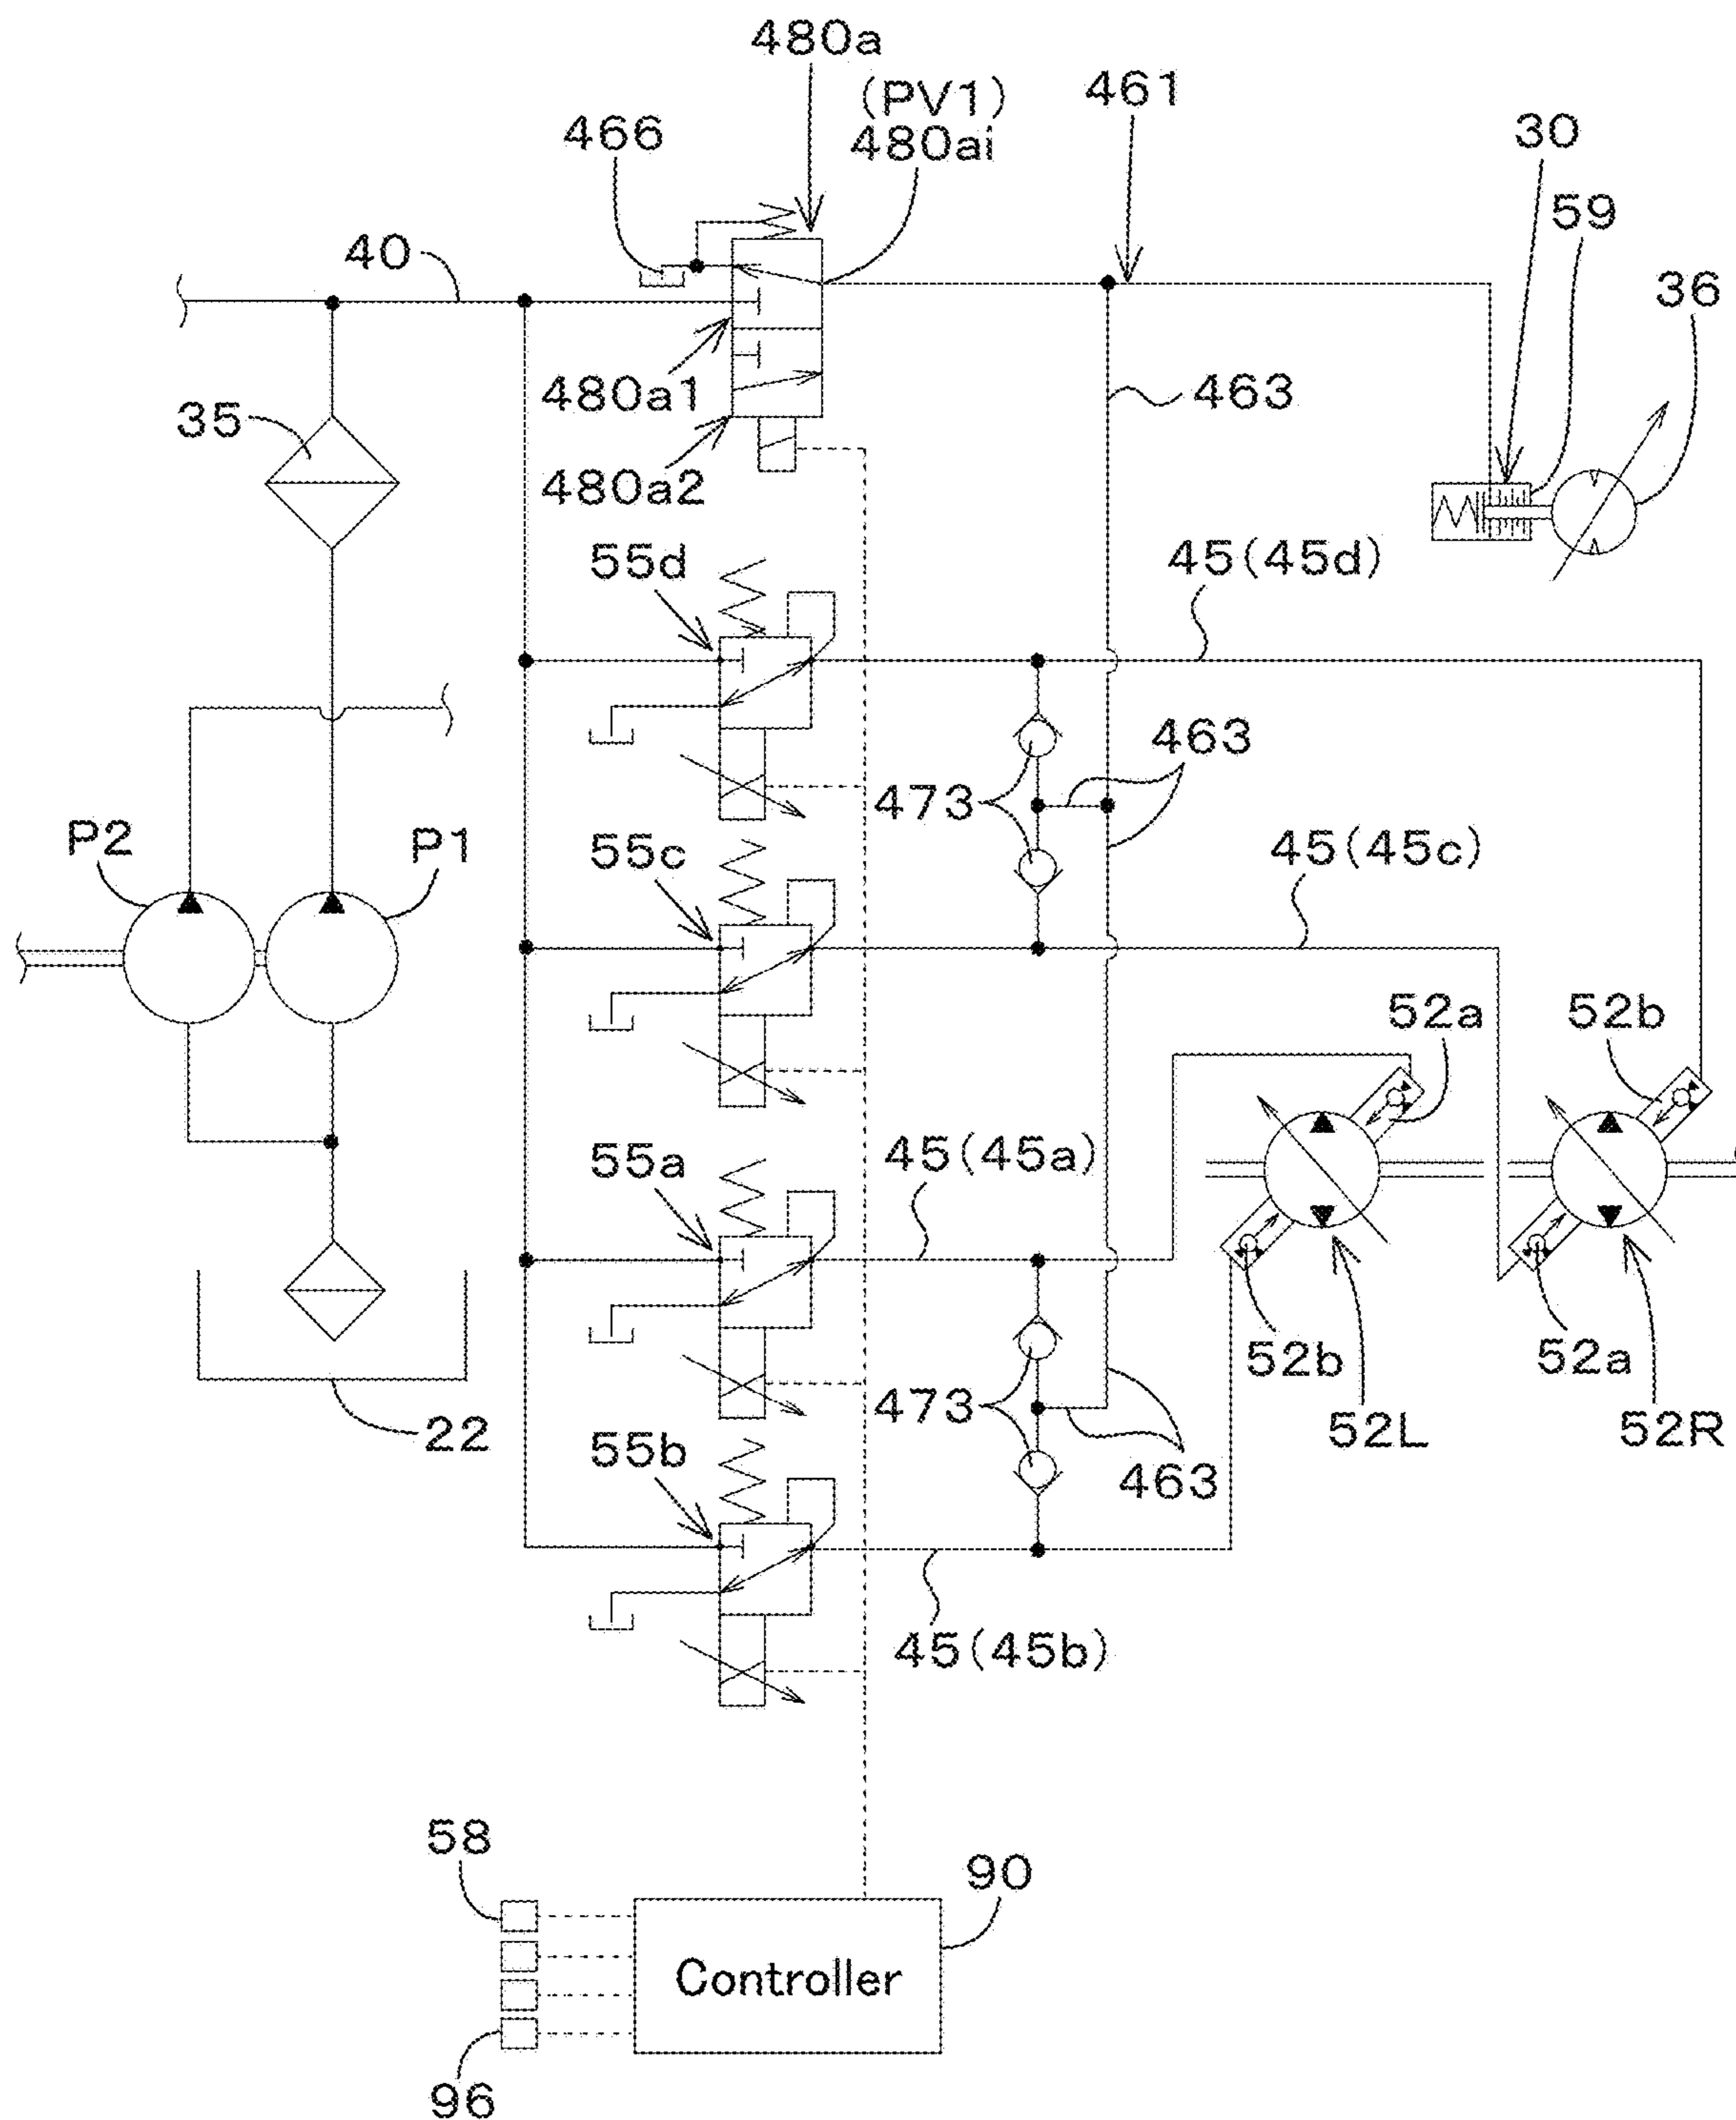 480a
(PV1)
480ai
461
466
30
59
40
36
480a1
463
35
480a2
55d
45(45d)
463
473
P2
P1
55c
45(45c)
52a
52b
55a
45(45a)
52b
52a
473
22
52L
52R
55b
463
45(45b)
58
90
Controller
96